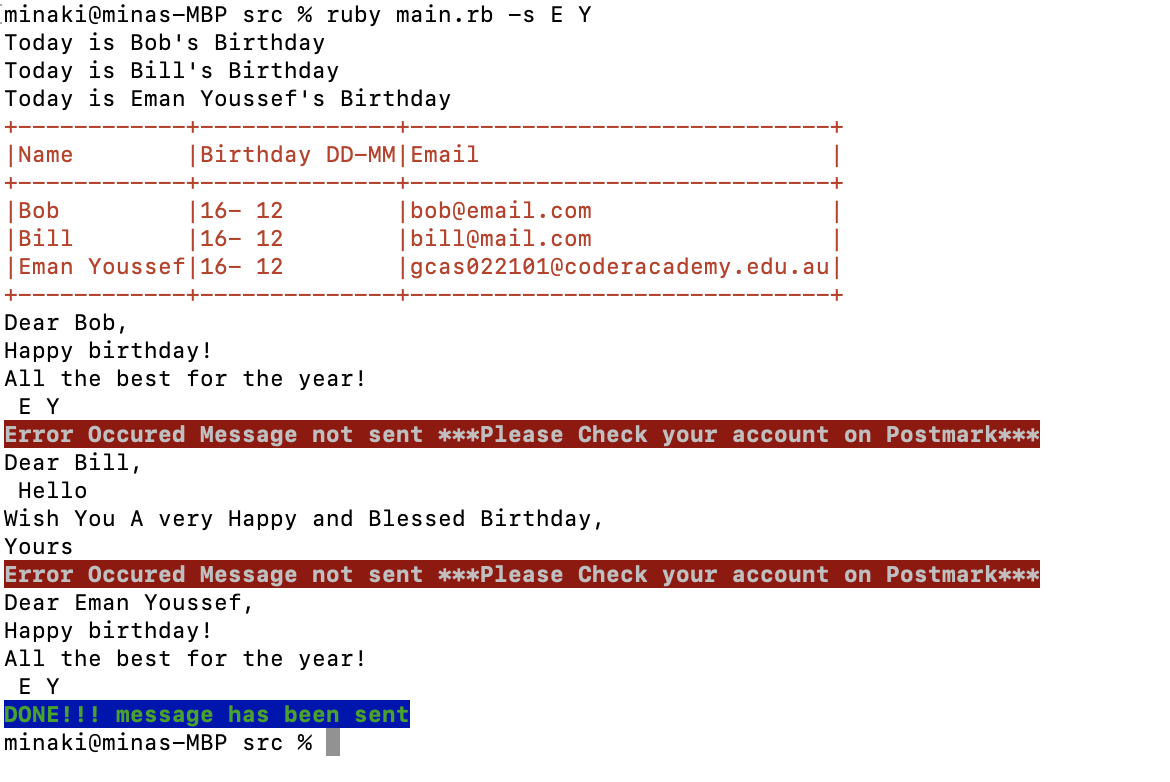 minaki@minas-MBP src % ruby main.rb -s E Y
Today is Bob's Birthday
Today is Bill's Birthday
Today is Eman Youssef's Birthday
+------------+--------------+------------------------------+
|Name        |Birthday DD-MM|Email                         |
+------------+--------------+------------------------------+
|Bob         |16- 12        |bob@email.com                 |
|Bill        |16- 12        |bill@mail.com                 |
|Eman Youssef|16- 12        |gcas022101@coderacademy.edu.au|
+------------+--------------+------------------------------+
Dear Bob,
Happy birthday!
All the best for the year!
 E Y
Error Occured Message not sent ***Please Check your account on Postmark***
Dear Bill,
 Hello
Wish You A very Happy and Blessed Birthday,
Yours
Error Occured Message not sent ***Please Check your account on Postmark***
Dear Eman Youssef,
Happy birthday!
All the best for the year!
 E Y
DONE!!! message has been sent
minaki@minas-MBP src %